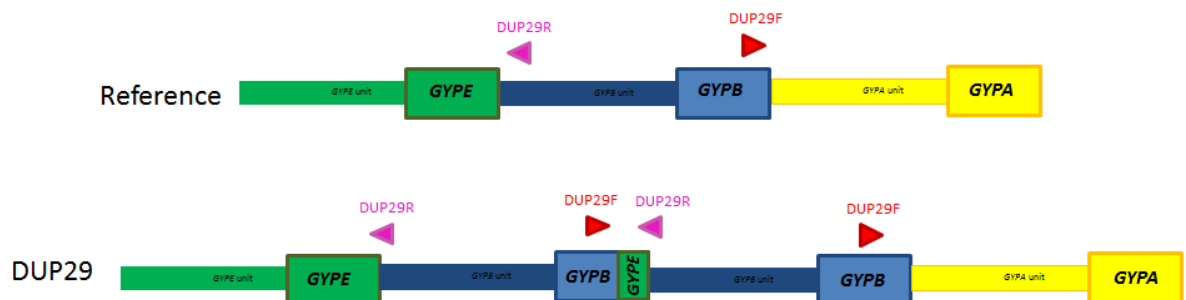 DUP29F
DUP29R
Reference
GYPE unit
GYPE
GYPB unit
GYPB
GYPA unit
GYPA
DUP29R
DUP29F
DUP29R
DUP29F
DUP29
GYPE unit
GYPE
GYPB unit
GYPB
GYPE
GYPB unit
GYPB
GYPA unit
GYPA